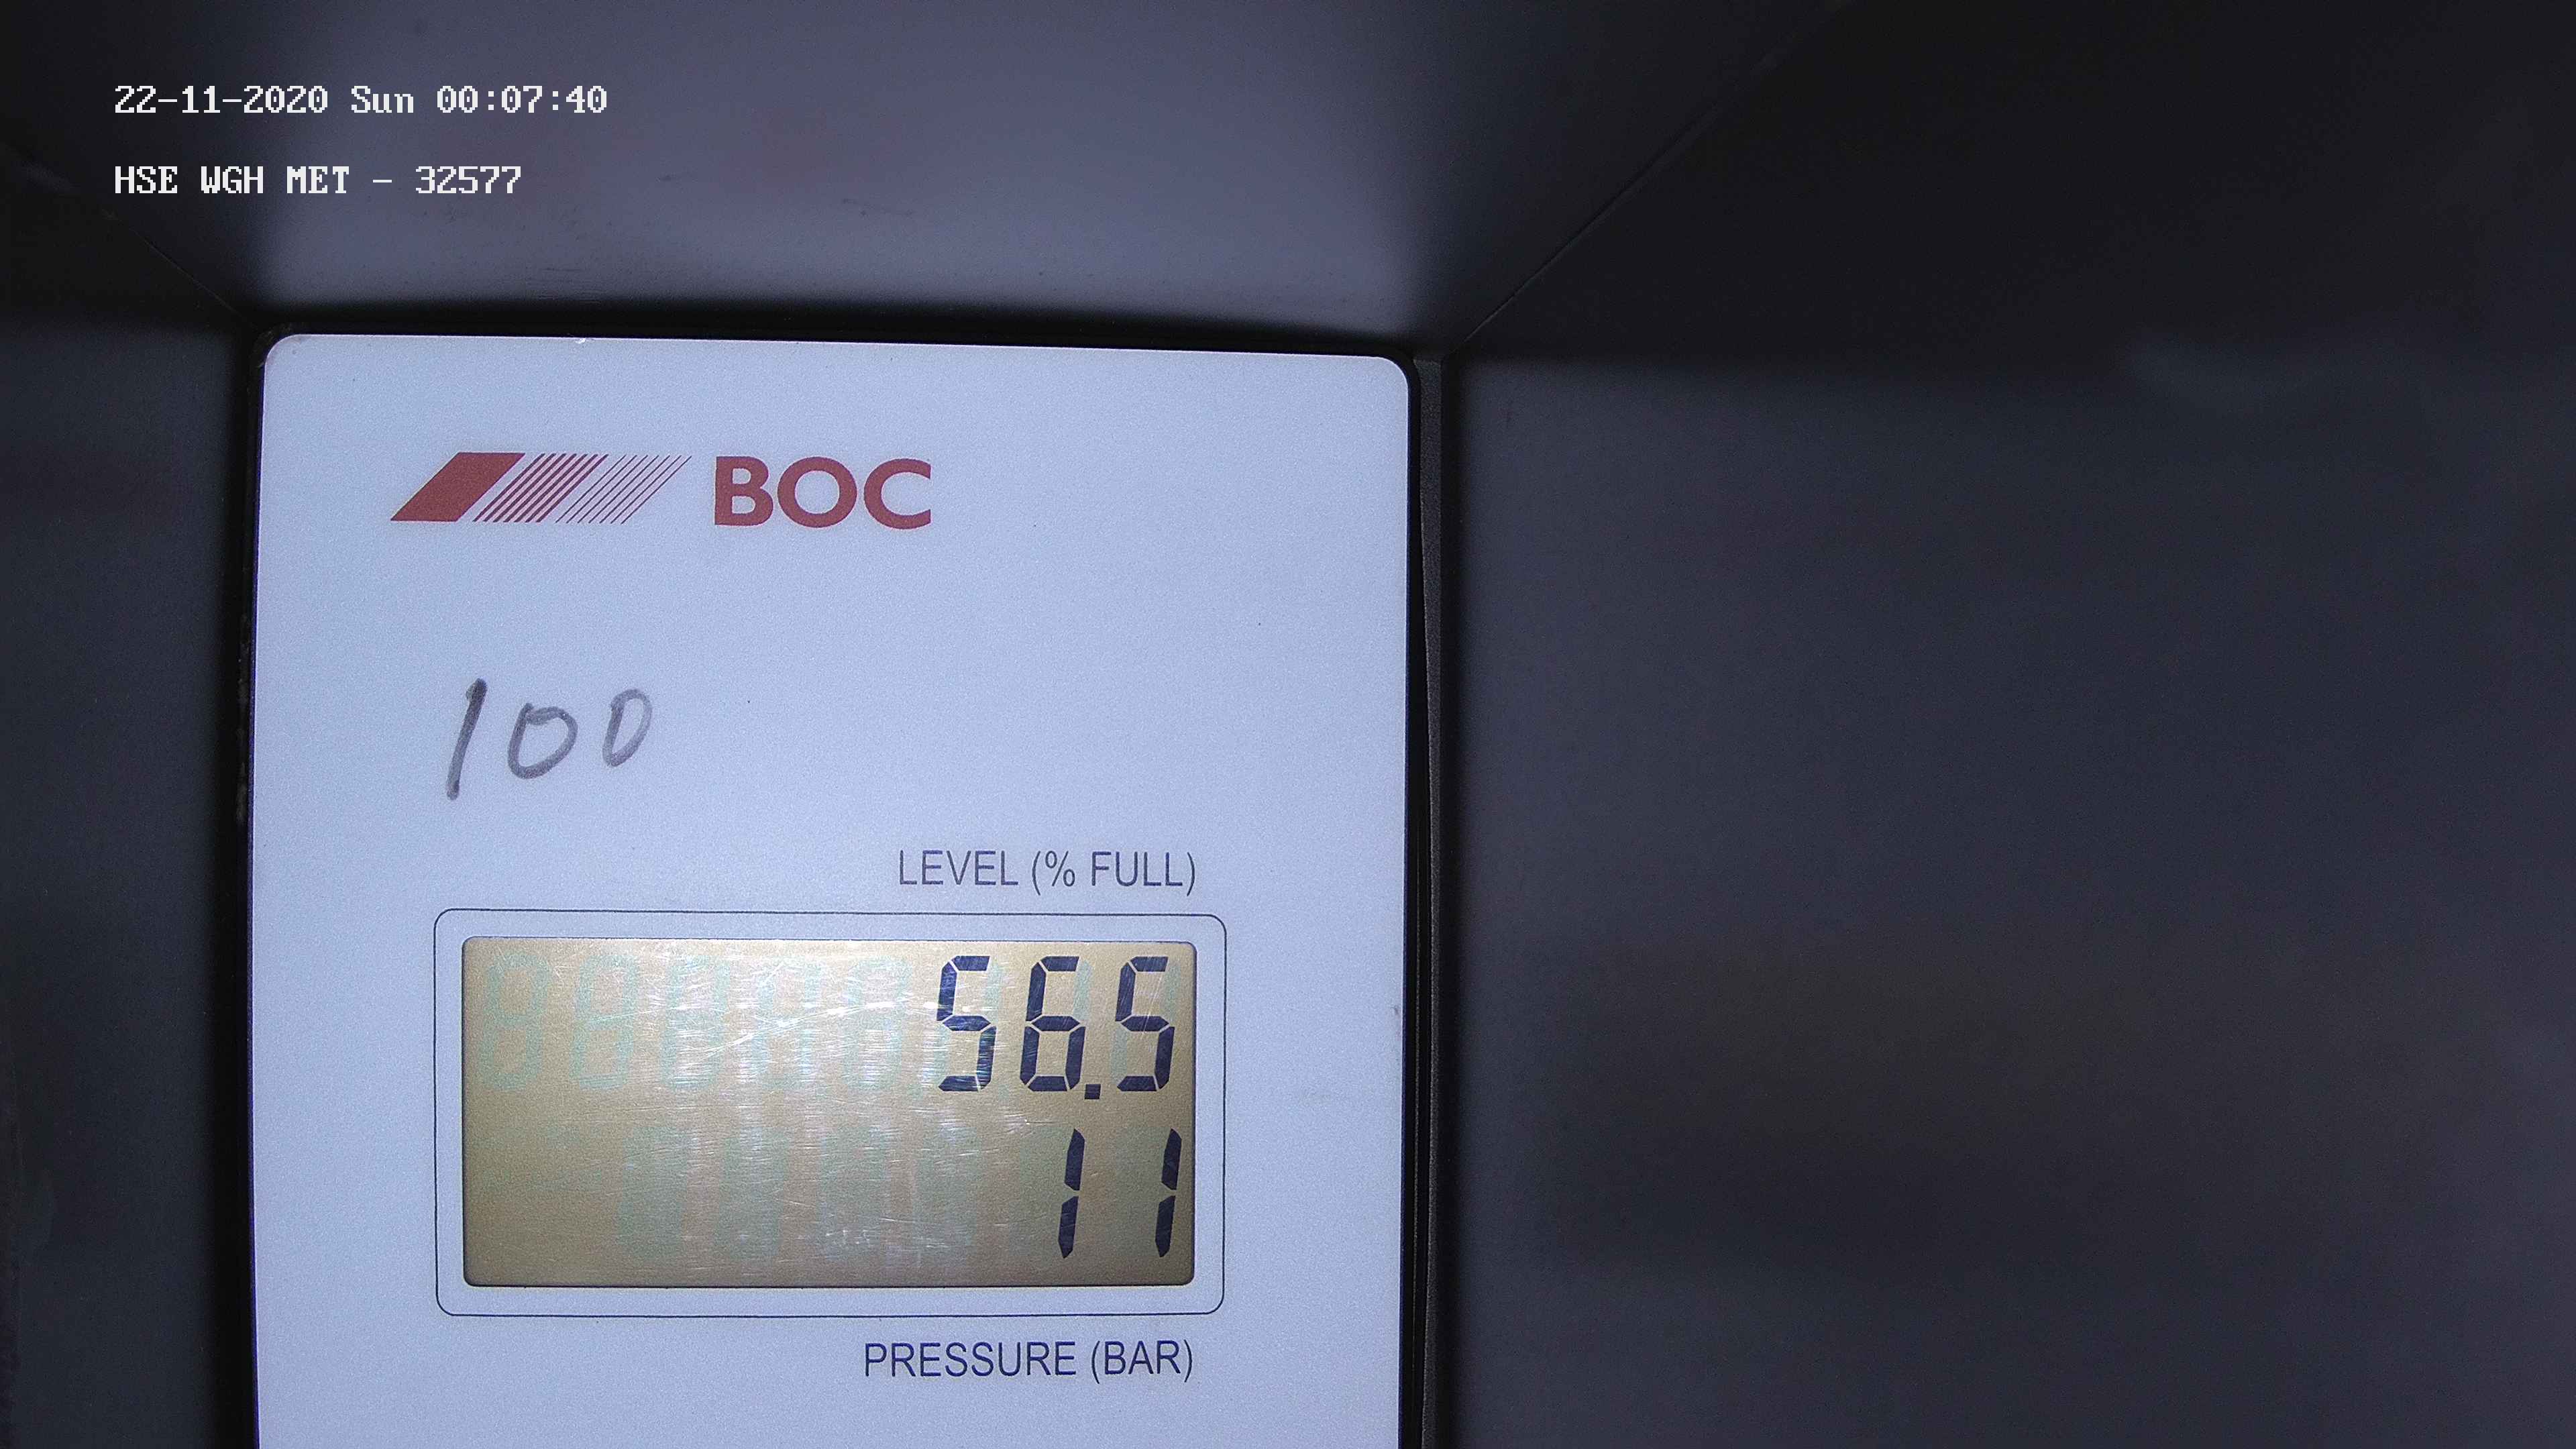 22-11-2020 Sun 00:07:40
HSE WGH MET - 32577
BOC
100
LEVEL (% FULL)
56.5
11
PRESSURE (BAR)